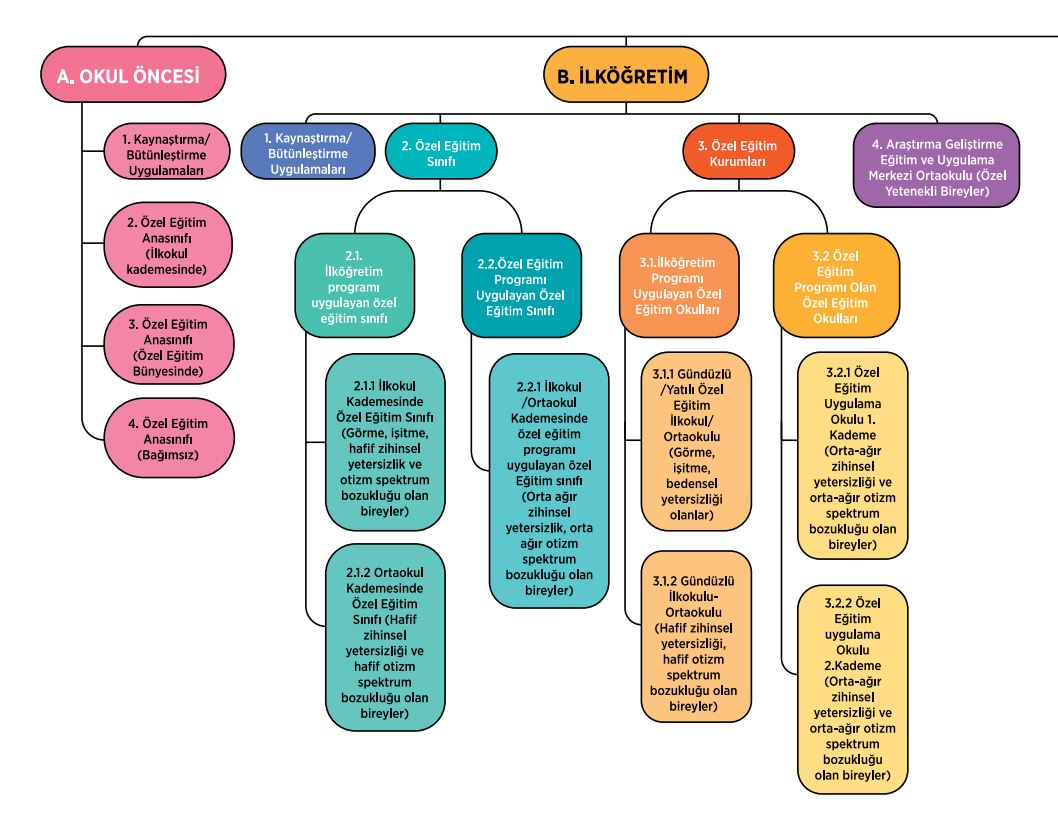 A. OKUL ÖNCESİ
1. Kaynaştırma/
Bütünleştirme
Uygulamaları
2. Özel Eğitim
Anasınıfı
(İlkokul
kademesinde)
3. Özel Eğitim
Anasınıfı
(Özel Eğitim
Bünyesinde)
4. Özel Eğitim
Anasınıfı
(Bağımsız)
B. İLKÖĞRETİM
1. Kaynaştırma/
Bütünleştirme
Uygulamaları
2. Özel Eğitim
Sınıfı
2.1.
İlköğretim
programı
uygulayan özel
eğitim sınıfı
2.1.1 İlkokul
Kademesinde
Özel Eğitim Sınıfı
(Görme, işitme,
hafif zihinsel
yetersizlik ve
otizm spektrum
bozukluğu olan
bireyler)
2.1.2 Ortaokul
Kademesinde
Özel Eğitim
Sınıfı (Hafif
zihinsel
yetersizliği ve
hafif otizm
spektrum
bozukluğu olan
bireyler)
2.2.Özel Eğitim
Programı
Uygulayan Özel
Eğitim Sınıfı
2.2.1 İlkokul
/Ortaokul
Kademesinde
özel eğitim
programı
uygulayan özel
Eğitim sınıfı
(Orta ağır
zihinsel
yetersizlik, orta
ağır otizm
spektrum
bozukluğu olan
bireyler)
3. Özel Eğitim
Kurumları
3.1.İlköğretim
Programı
Uygulayan Özel
Eğitim Okulları
3.1.1 Gündüzlü
/Yatılı Özel
Eğitim
İlkokul/
Ortaokulu
(Görme,
işitme,
bedensel
yetersizliği
olanlar)
3.1.2 Gündüzlü
İlkokulu-
Ortaokulu
(Hafif zihinsel
yetersizliği,
hafif otizm
spektrum
bozukluğu olan
bireyler)
3.2 Özel
Eğitim
Programı Olan
Özel Eğitim
Okulları
3.2.1 Özel
Eğitim
Uygulama
Okulu 1.
Kademe
(Orta-ağır
zihinsel
yetersizliği ve
orta-ağır otizm
spektrum
bozukluğu olan
bireyler)
3.2.2 Özel
Eğitim
uygulama
Okulu
2.Kademe
(Orta-ağır
zihinsel
yetersizliği ve
orta-ağır otizm
spektrum
bozukluğu
olan bireyler)
4. Araştırma Geliştirme
Eğitim ve Uygulama
Merkezi Ortaokulu (Özel
Yetenekli Bireyler)